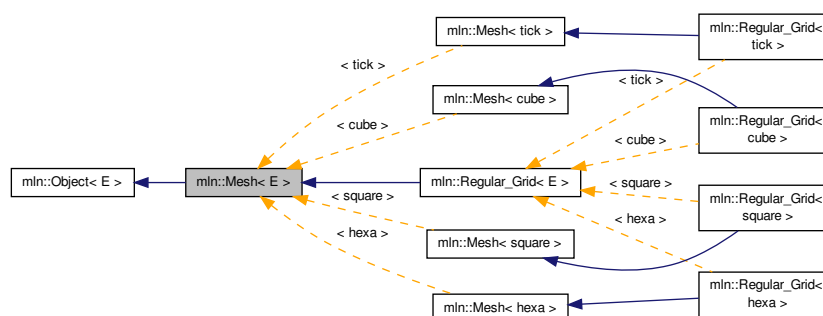 mln::Mesh< tick >
mln::Regular_Grid<
tick >
< tick >
< tick >
mln::Mesh< cube >
mln::Regular_Grid<
cube >
< cube >
< cube >
mln::Object< E >
mln::Mesh< E >
mln::Regular_Grid< E >
< square >
< square >
mln::Regular_Grid<
square >
< hexa >
< hexa >
mln::Mesh< square >
mln::Mesh< hexa >
mln::Regular_Grid<
hexa >